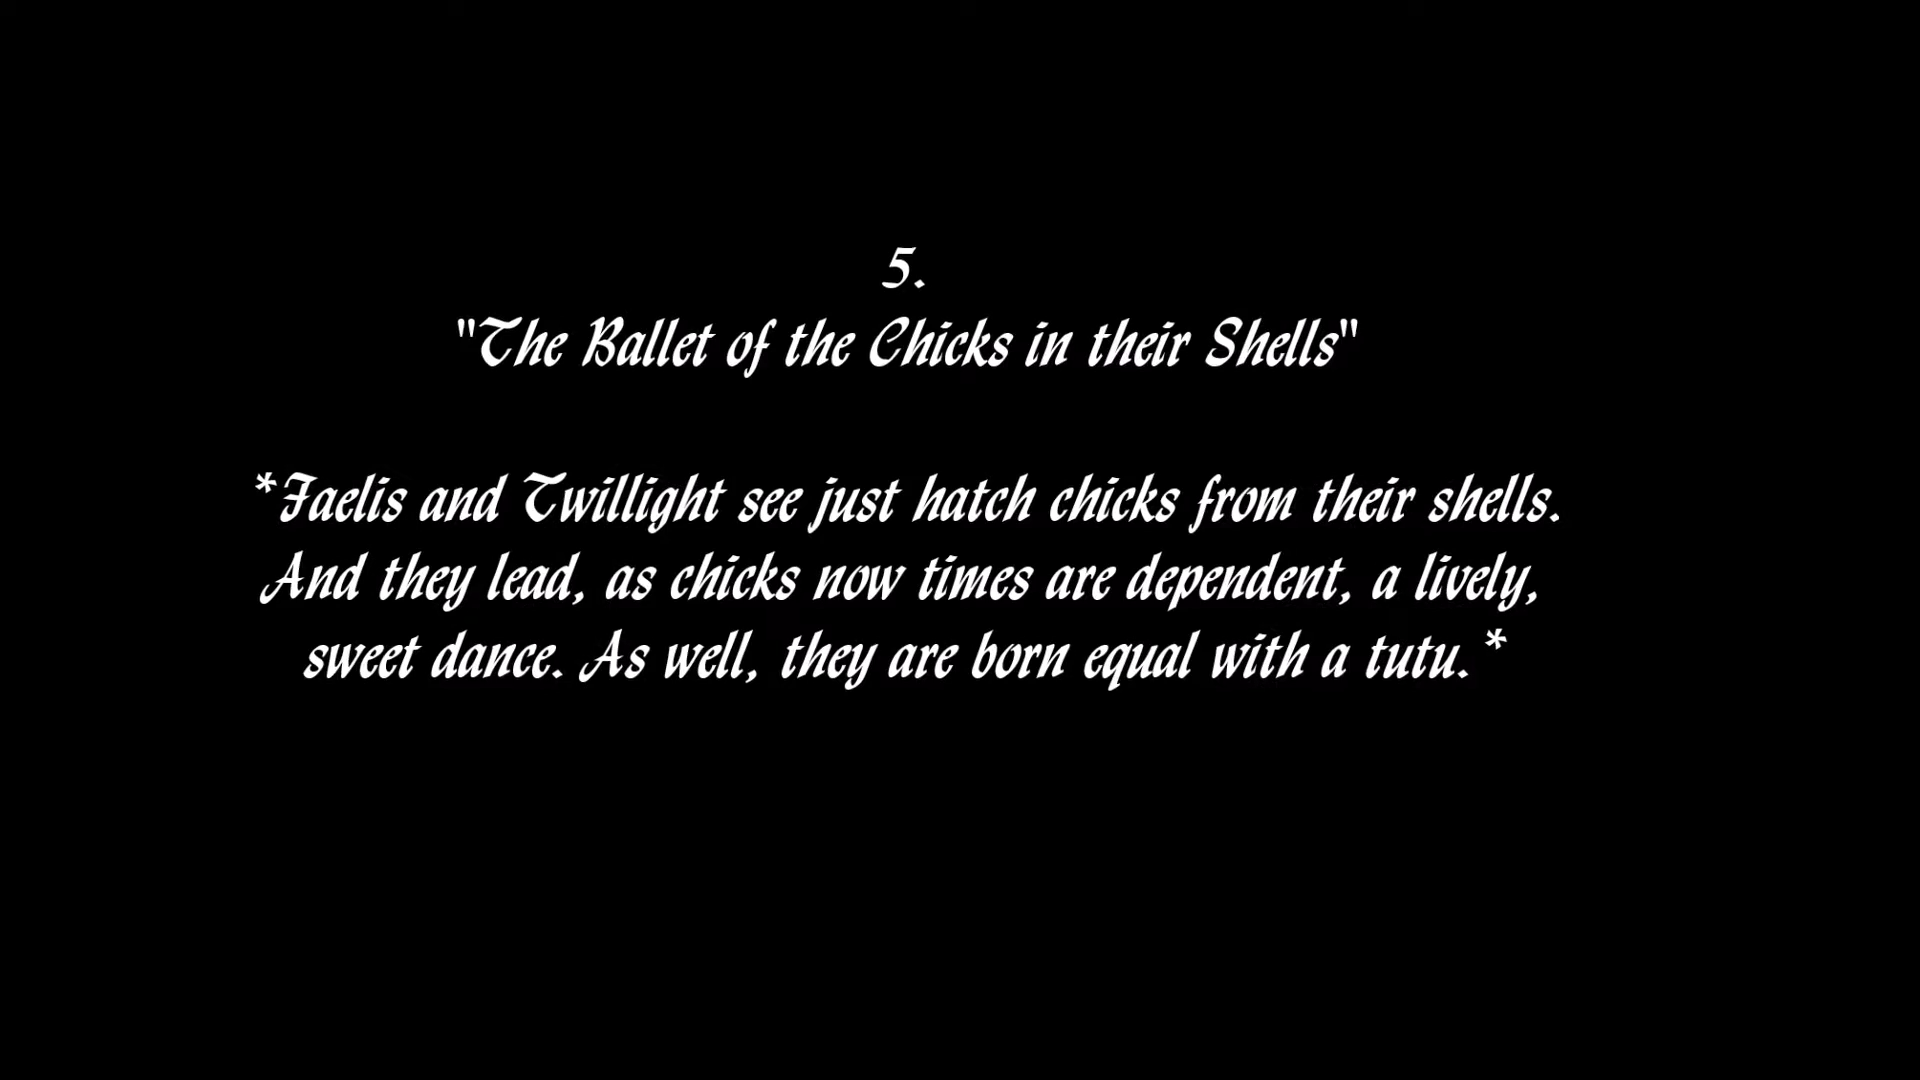 5.
"The Ballet of the Chicks in their Shells"
*Faelis and Twillight see just hatch chicks from their shells.
And they lead, as chicks now times are dependent, a lively,
sweet dance. As well, they are born equal with a tutu.*